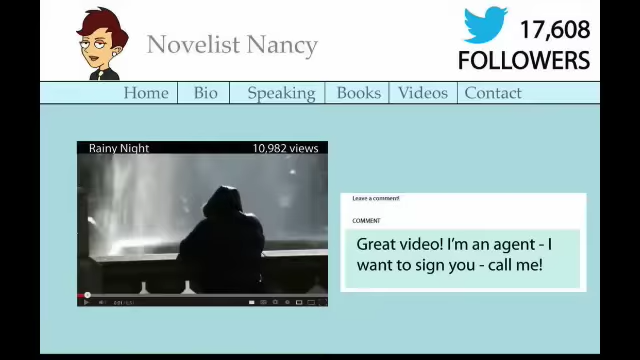 Novelist Nancy
17,608
FOLLOWERS
Home Bio Speaking Books Videos Contact
Rainy Night 10,982 views
Leave a comment!
COMMENT
Great video! I'm an agent - I
want to sign you - call me!